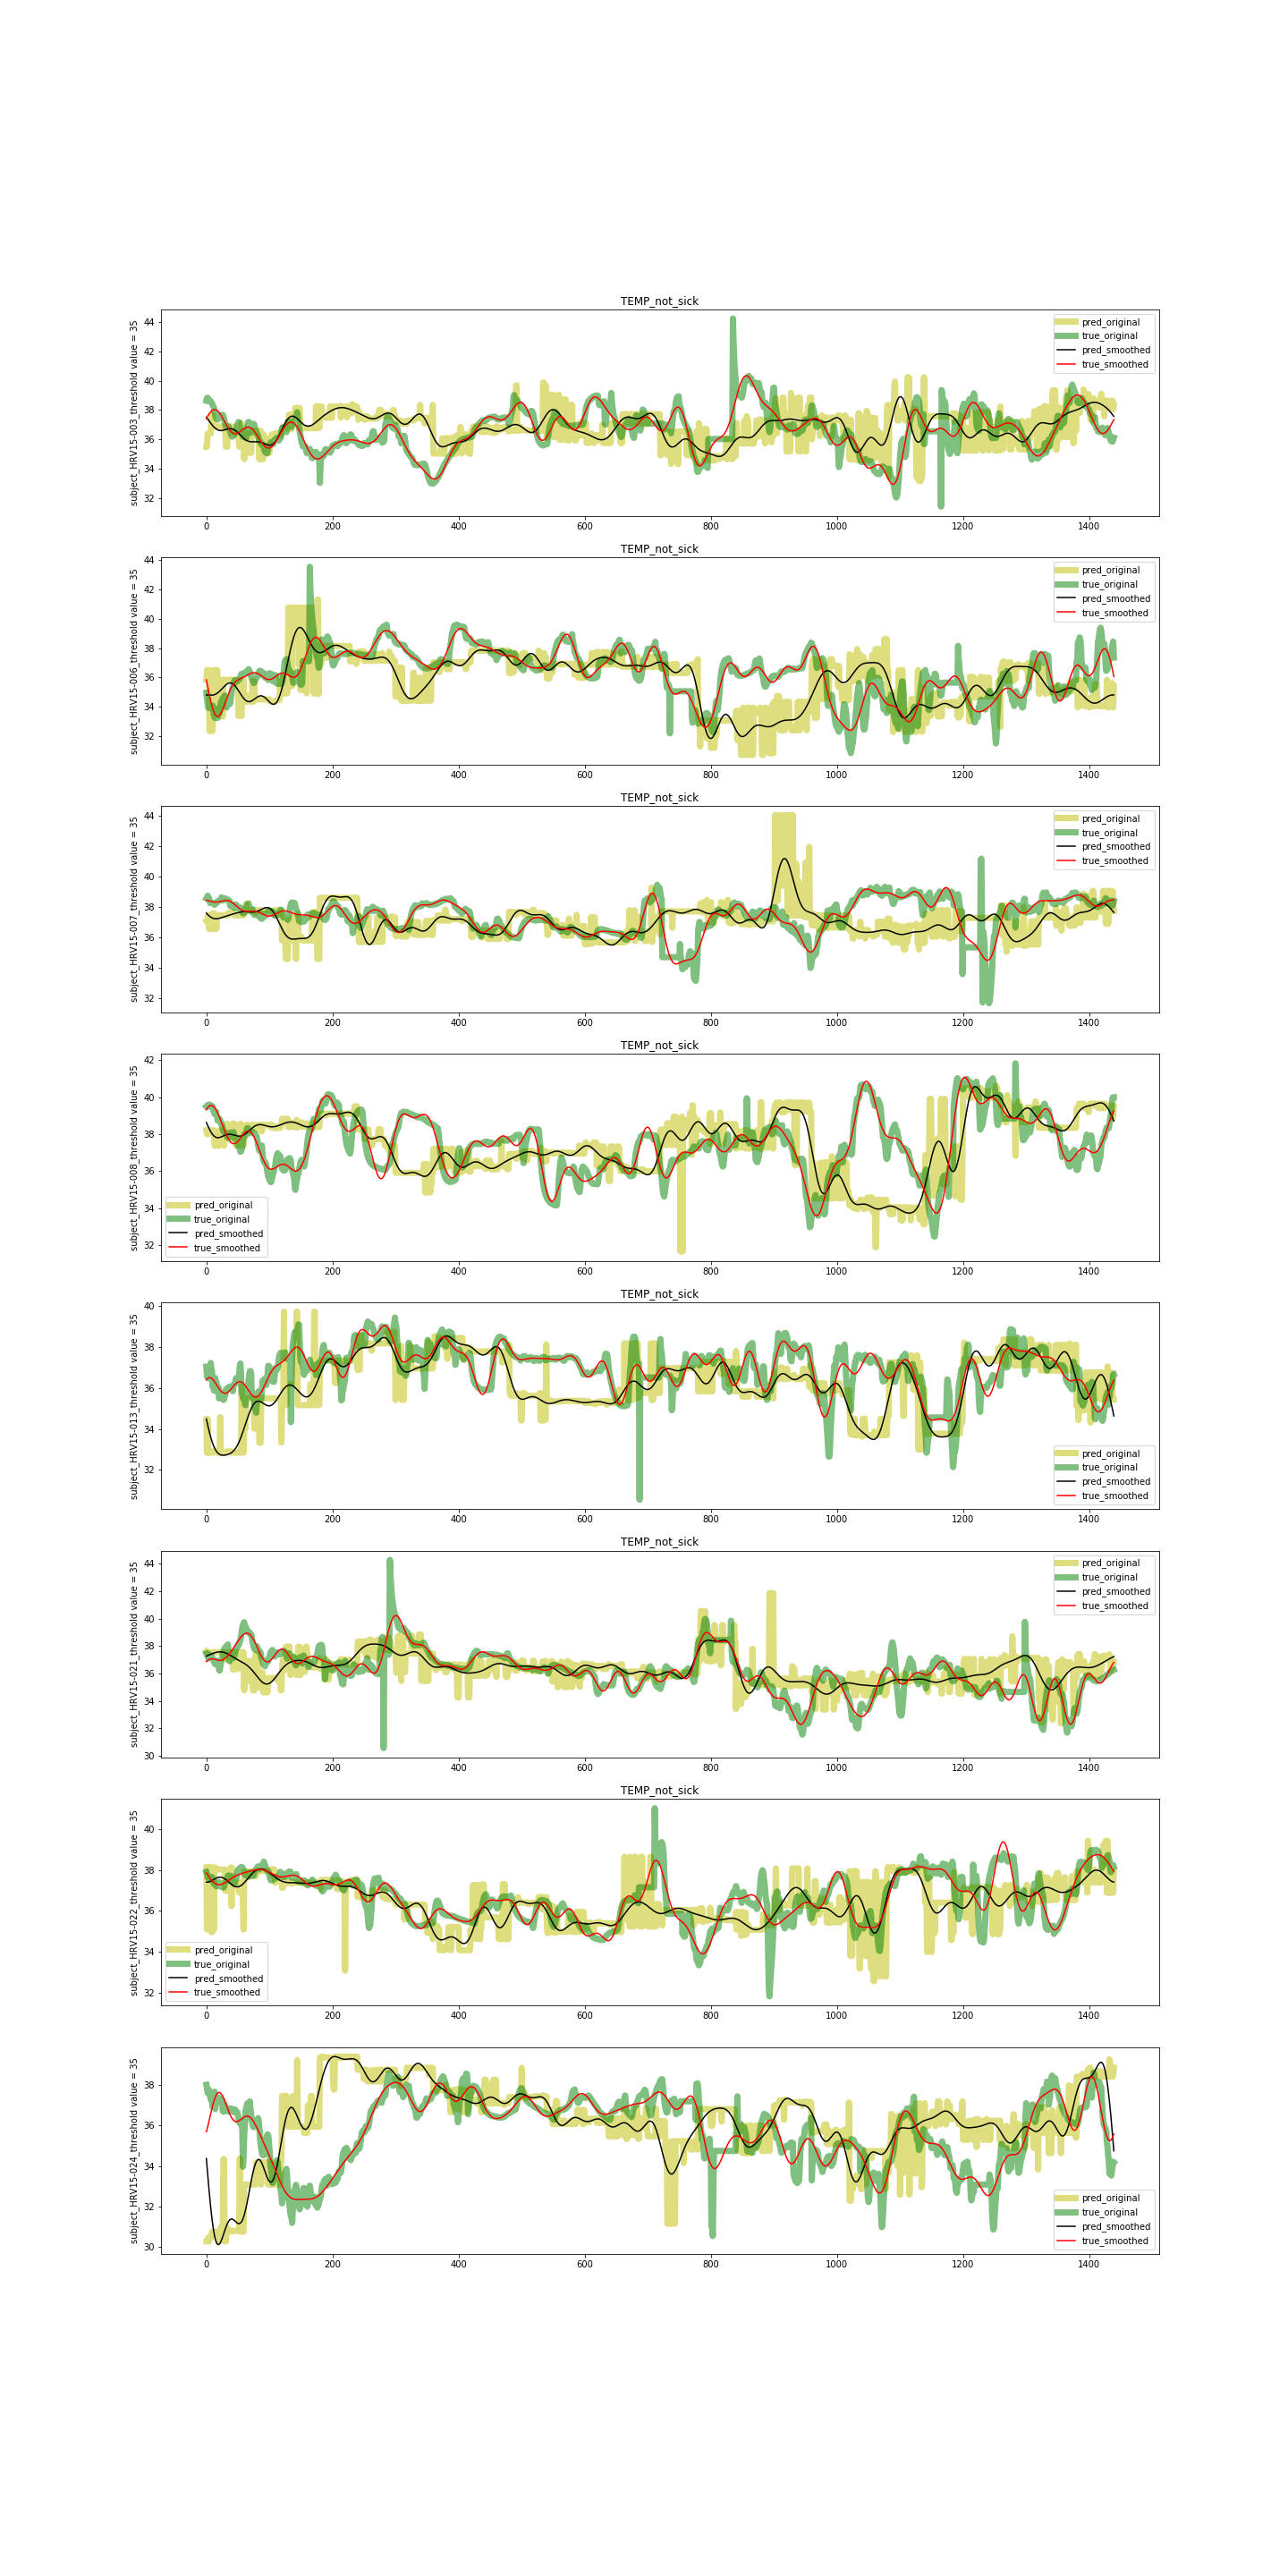 TEMP_not_sick
subject_HRV15-003_threshold value = 35
44
42
40
38
36
34
32
pred_original
true_original
pred_smoothed
true_smoothed
0 200 400 600 800 1000 1200 1400
TEMP_not_sick
subject_HRV15-006_threshold value = 35
44
42
40
38
36
34
32
pred_original
true_original
pred_smoothed
true_smoothed
0 200 400 600 800 1000 1200 1400
TEMP_not_sick
subject_HRV15-007_threshold value = 35
44
42
40
38
36
34
32
pred_original
true_original
pred_smoothed
true_smoothed
0 200 400 600 800 1000 1200 1400
TEMP_not_sick
subject_HRV15-008_threshold value = 35
42
40
38
36
34
32
pred_original
true_original
pred_smoothed
true_smoothed
0 200 400 600 800 1000 1200 1400
TEMP_not_sick
subject_HRV15-013_threshold value = 35
40
38
36
34
32
pred_original
true_original
pred_smoothed
true_smoothed
0 200 400 600 800 1000 1200 1400
TEMP_not_sick
subject_HRV15-021_threshold value = 35
44
42
40
38
36
34
32
30
pred_original
true_original
pred_smoothed
true_smoothed
0 200 400 600 800 1000 1200 1400
TEMP_not_sick
subject_HRV15-022_threshold value = 35
40
38
36
34
32
pred_original
true_original
pred_smoothed
true_smoothed
0 200 400 600 800 1000 1200 1400
subject_HRV15-024_threshold value = 35
38
36
34
32
30
pred_original
true_original
pred_smoothed
true_smoothed
0 200 400 600 800 1000 1200 1400